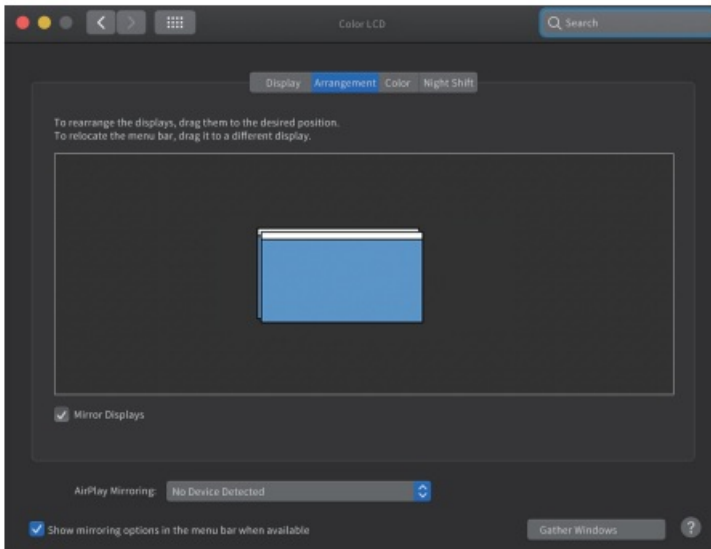 Color LCD
Search
Display Arrangement Color Night Shift
To rearrange the displays, drag them to the desired position.
To relocate the menu bar, drag it to a different display.
Mirror Displays
AirPlay Mirroring: No Device Detected
Show mirroring options in the menu bar when available
Gather Windows ?